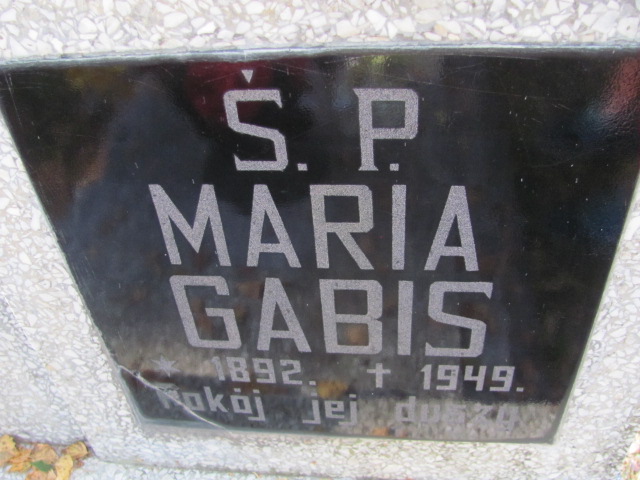 Ś. P.
MARIA
GABIS
* 1892. † 1949.
Pokój jej duszy